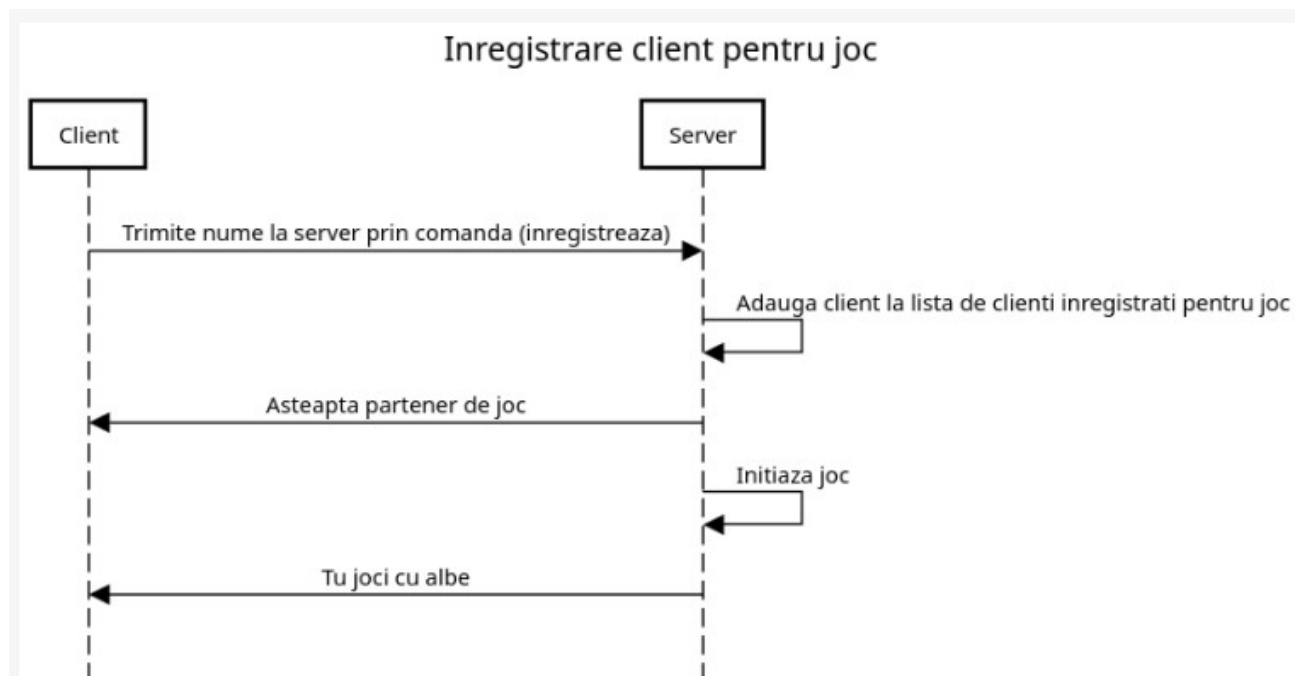 Inregistrare client pentru joc
Client
Server
Trimite nume la server prin comanda (inregistreaza)
Adauga client la lista de clienti inregistrati pentru joc
Asteapta partener de joc
Initiaza joc
Tu joci cu albe